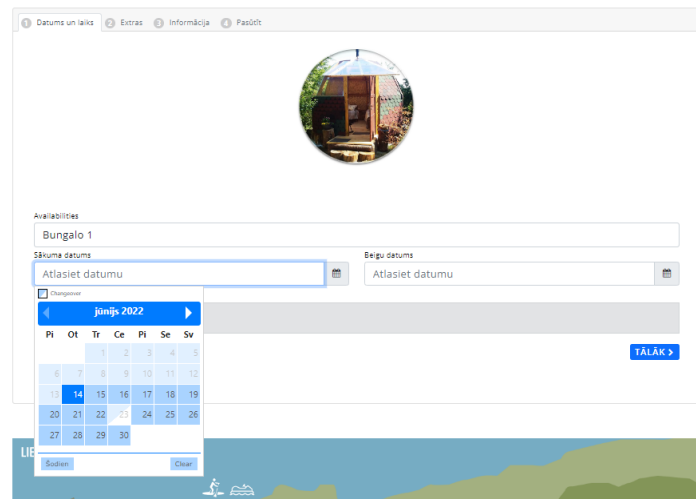 1 Datums un laiks 2 Extras 3 Informācija 4 Pasūtīt
Availabilities
Bungalo 1
Sākuma datums Beigu datums
Atlasiet datumu Atlasiet datumu
Changeover
jūnijs 2022
Pi Ot Tr Ce Pi Se Sv
1 2 3 4 5
TĀLĀK >
6 7 8 9 10 11 12
13 14 15 16 17 18 19
20 21 22 23 24 25 26
27 28 29 30
LIE
Šodien Clear